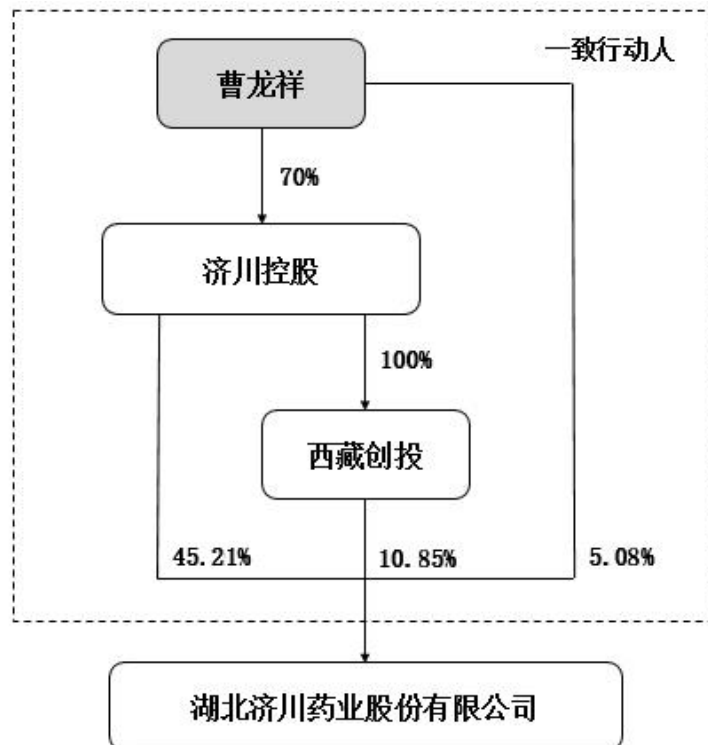 一致行动人
曹龙祥
70%
济川控股
100%
西藏创投
45.21%
10.85%
5.08%
湖北济川药业股份有限公司